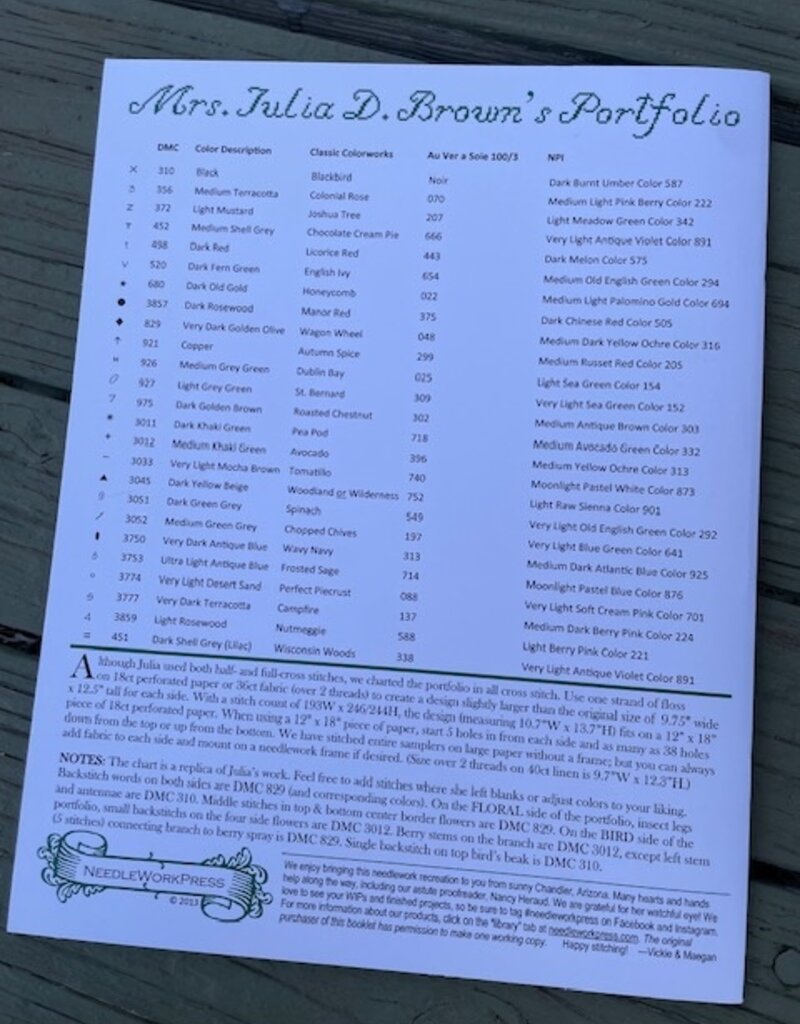 Mrs. Julia D. Brown's Portfolio
DMC Color Description Classic Colorworks Au Ver a Soie 100/3 NPI
310 Black Blackbird Noir Dark Burnt Umber Color 587
356 Medium Terracotta Colonial Rose 070 Medium Light Pink Berry Color 222
372 Light Mustard Joshua Tree 207 Light Meadow Green Color 342
452 Medium Shell Grey Chocolate Cream Pie 666 Very Light Antique Violet Color 891
498 Dark Red Licorice Red 443 Dark Melon Color 575
520 Dark Fern Green English Ivy 654 Medium Old English Green Color 294
680 Dark Old Gold Honeycomb 022 Medium Light Palomino Gold Color 694
3857 Dark Rosewood Manor Red 375 Dark Chinese Red Color 505
829 Very Dark Golden Olive Wagon Wheel 048 Medium Dark Yellow Ochre Color 316
921 Copper Autumn Spice 299 Medium Russet Red Color 205
926 Medium Grey Green Dublin Bay 025 Light Sea Green Color 154
927 Light Grey Green St. Bernard 309 Very Light Sea Green Color 152
975 Dark Golden Brown Roasted Chestnut 302 Medium Antique Brown Color 303
3011 Dark Khaki Green Pea Pod 718 Medium Avocado Green Color 332
3012 Medium Khaki Green Avocado 396 Medium Yellow Ochre Color 313
3033 Very Light Mocha Brown Tomatillo 740 Moonlight Pastel White Color 873
3045 Dark Yellow Beige Woodland or Wilderness 752 Light Raw Sienna Color 901
3051 Dark Green Grey Spinach 549 Very Light Old English Green Color 292
3052 Medium Green Grey Chopped Chives 197 Very Light Blue Green Color 641
3750 Very Dark Antique Blue Wavy Navy 313 Medium Dark Atlantic Blue Color 925
3753 Ultra Light Antique Blue Frosted Sage 714 Moonlight Pastel Blue Color 876
3774 Very Light Desert Sand Perfect Piecrust 088 Very Light Soft Cream Pink Color 701
3777 Very Dark Terracotta Campfire 137 Medium Dark Berry Pink Color 224
3859 Light Rosewood Nutmeggie 588 Light Berry Pink Color 221
451 Dark Shell Grey (Lilac) Wisconsin Woods 338 Very Light Antique Violet Color 891
Although Julia used both half- and full-cross stitches, we charted the portfolio in all cross stitch. Use one strand of floss
on 18ct perforated paper or 36ct fabric (over 2 threads) to create a design slightly larger than the original size of 9.75" wide
x 12.5" tall for each side. With a stitch count of 193W x 246/244H, the design (measuring 10.7"W x 13.7"H) fits on a 12" x 18"
piece of 18ct perforated paper. When using a 12" x 18" piece of paper, start 5 holes in from each side and as many as 38 holes
down from the top or up from the bottom. We have stitched entire samplers on large paper without a frame; but you can always
add fabric to each side and mount on a needlework frame if desired. (Size over 2 threads on 40ct linen is 9.7"W x 12.3"H.)
NOTES: The chart is a replica of Julia's work. Feel free to add stitches where she left blanks or adjust colors to your liking.
Backstitch words on both sides are DMC 829 (and corresponding colors). On the FLORAL side of the portfolio, insect legs
and antennae are DMC 310. Middle stitches in top & bottom center border flowers are DMC 829. On the BIRD side of the
portfolio, small backstitches on the four side flowers are DMC 3012. Berry stems on the branch are DMC 3012, except left stem
(5 stitches) connecting branch to berry spray is DMC 829. Single backstitch on top bird's beak is DMC 310.
NEEDLEWORKPRESS
© 2013
We enjoy bringing this needlework recreation to you from sunny Chandler, Arizona. Many hearts and hands
help along the way, including our astute proofreader, Nancy Heraud. We are grateful for her watchful eye! We
love to see your WIPs and finished projects, so be sure to tag #needleworkpress on Facebook and Instagram.
For more information about our products, click on the "library" tab at needleworkpress.com. The original
purchaser of this booklet has permission to make one working copy. Happy stitching! —Vickie & Maegan